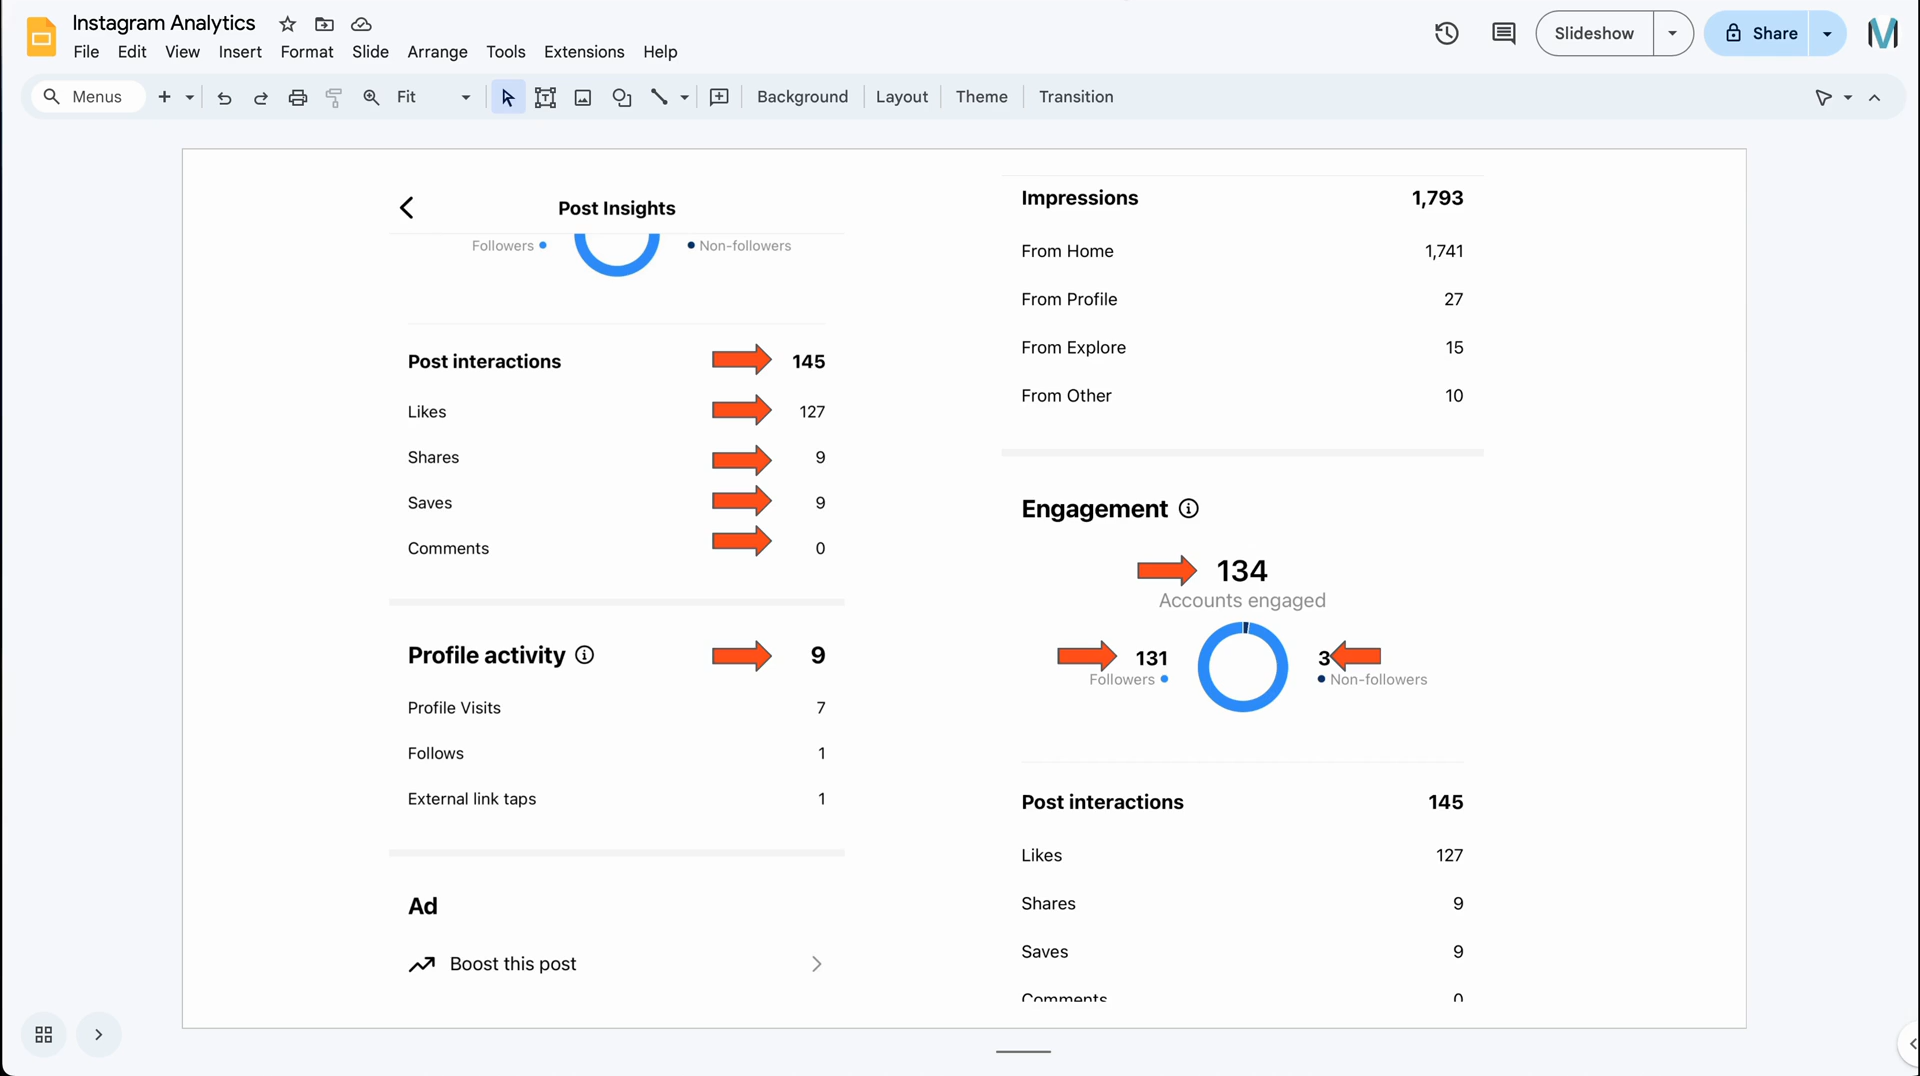 Instagram Analytics
File Edit View Insert Format Slide Arrange Tools Extensions Help
Slideshow
Share
Menus
Fit
Background
Layout
Theme
Transition
Post Insights
Followers
Non-followers
Post interactions 145
Likes 127
Shares 9
Saves 9
Comments 0
Profile activity 9
Profile Visits 7
Follows 1
External link taps 1
Ad
Boost this post
Impressions 1,793
From Home 1,741
From Profile 27
From Explore 15
From Other 10
Engagement
134
Accounts engaged
131
Followers
3
Non-followers
Post interactions 145
Likes 127
Shares 9
Saves 9
Comments 0